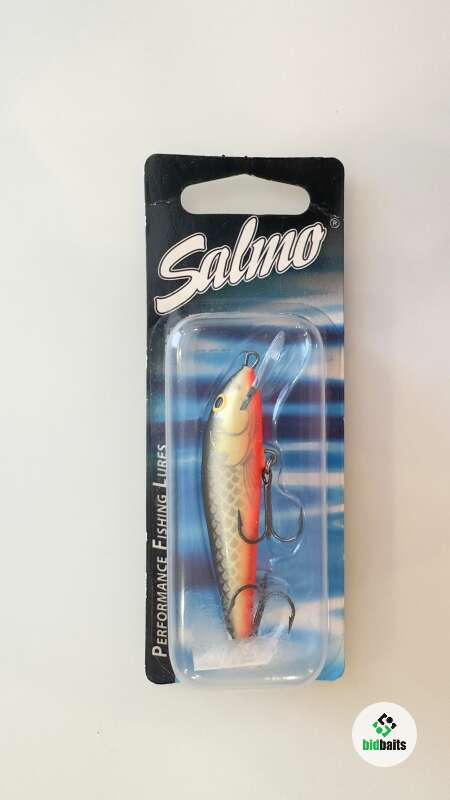 Salmo®
PERFORMANCE FISHING LURES
bidbaits